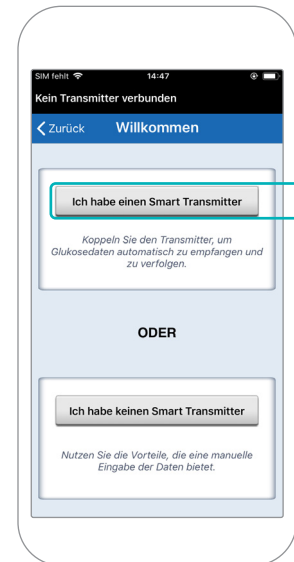 SIM fehlt 14:47
Kein Transmitter verbunden
Zurück Willkommen
Ich habe einen Smart Transmitter
Koppeln Sie den Transmitter, um
Glukosedaten automatisch zu empfangen und
zu verfolgen.
ODER
Ich habe keinen Smart Transmitter
Nutzen Sie die Vorteile, die eine manuelle
Eingabe der Daten bietet.